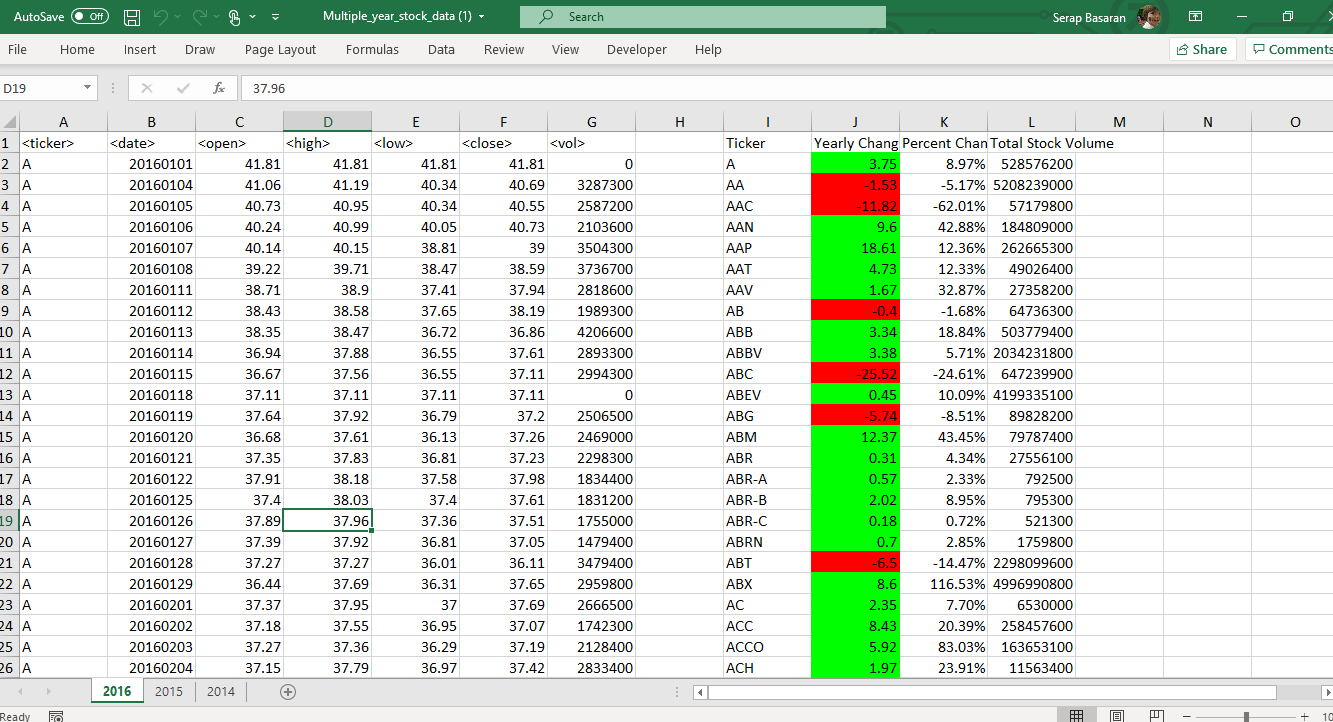 AutoSave Off Multiple_year_stock_data (1) Search Serap Basaran
File Home Insert Draw Page Layout Formulas Data Review View Developer Help Share Comments
D19 fx 37.96
A B C D E F G H I J K L M N O
1 <ticker> <date> <open> <high> <low> <close> <vol> Ticker Yearly Chang Percent Chan Total Stock Volume
2 A 20160101 41.81 41.81 41.81 41.81 0 A 3.75 8.97% 528576200
3 A 20160104 41.06 41.19 40.34 40.69 3287300 AA -1.53 -5.17% 5208239000
4 A 20160105 40.73 40.95 40.34 40.55 2587200 AAC -11.82 -62.01% 57179800
5 A 20160106 40.24 40.99 40.05 40.73 2103600 AAN 9.6 42.88% 184809000
6 A 20160107 40.14 40.15 38.81 39 3504300 AAP 18.61 12.36% 262665300
7 A 20160108 39.22 39.71 38.47 38.59 3736700 AAT 4.73 12.33% 49026400
8 A 20160111 38.71 38.9 37.41 37.94 2818600 AAV 1.67 32.87% 27358200
9 A 20160112 38.43 38.58 37.65 38.19 1989300 AB -0.4 -1.68% 64736300
10 A 20160113 38.35 38.47 36.72 36.86 4206600 ABB 3.34 18.84% 503779400
11 A 20160114 36.94 37.88 36.55 37.61 2893300 ABBV 3.38 5.71% 2034231800
12 A 20160115 36.67 37.56 36.55 37.11 2994300 ABC -25.52 -24.61% 647239900
13 A 20160118 37.11 37.11 37.11 37.11 0 ABEV 0.45 10.09% 4199335100
14 A 20160119 37.64 37.92 36.79 37.2 2506500 ABG -5.74 -8.51% 89828200
15 A 20160120 36.68 37.61 36.13 37.26 2469000 ABM 12.37 43.45% 79787400
16 A 20160121 37.35 37.83 36.81 37.23 2298300 ABR 0.31 4.34% 27556100
17 A 20160122 37.91 38.18 37.58 37.98 1834400 ABR-A 0.57 2.33% 792500
18 A 20160125 37.4 38.03 37.4 37.61 1831200 ABR-B 2.02 8.95% 795300
19 A 20160126 37.89 37.96 37.36 37.51 1755000 ABR-C 0.18 0.72% 521300
20 A 20160127 37.39 37.92 36.81 37.05 1479400 ABRN 0.7 2.85% 1759800
21 A 20160128 37.27 37.27 36.01 36.11 3479400 ABT -6.5 -14.47% 2298099600
22 A 20160129 36.44 37.69 36.31 37.65 2959800 ABX 8.6 116.53% 4996990800
23 A 20160201 37.37 37.95 37 37.69 2666500 AC 2.35 7.70% 6530000
24 A 20160202 37.18 37.55 36.95 37.07 1742300 ACC 8.43 20.39% 258457600
25 A 20160203 37.27 37.36 36.29 37.19 2128400 ACCO 5.92 83.03% 163653100
26 A 20160204 37.15 37.79 36.97 37.42 2833400 ACH 1.97 23.91% 11563400
2016 2015 2014
Ready 10